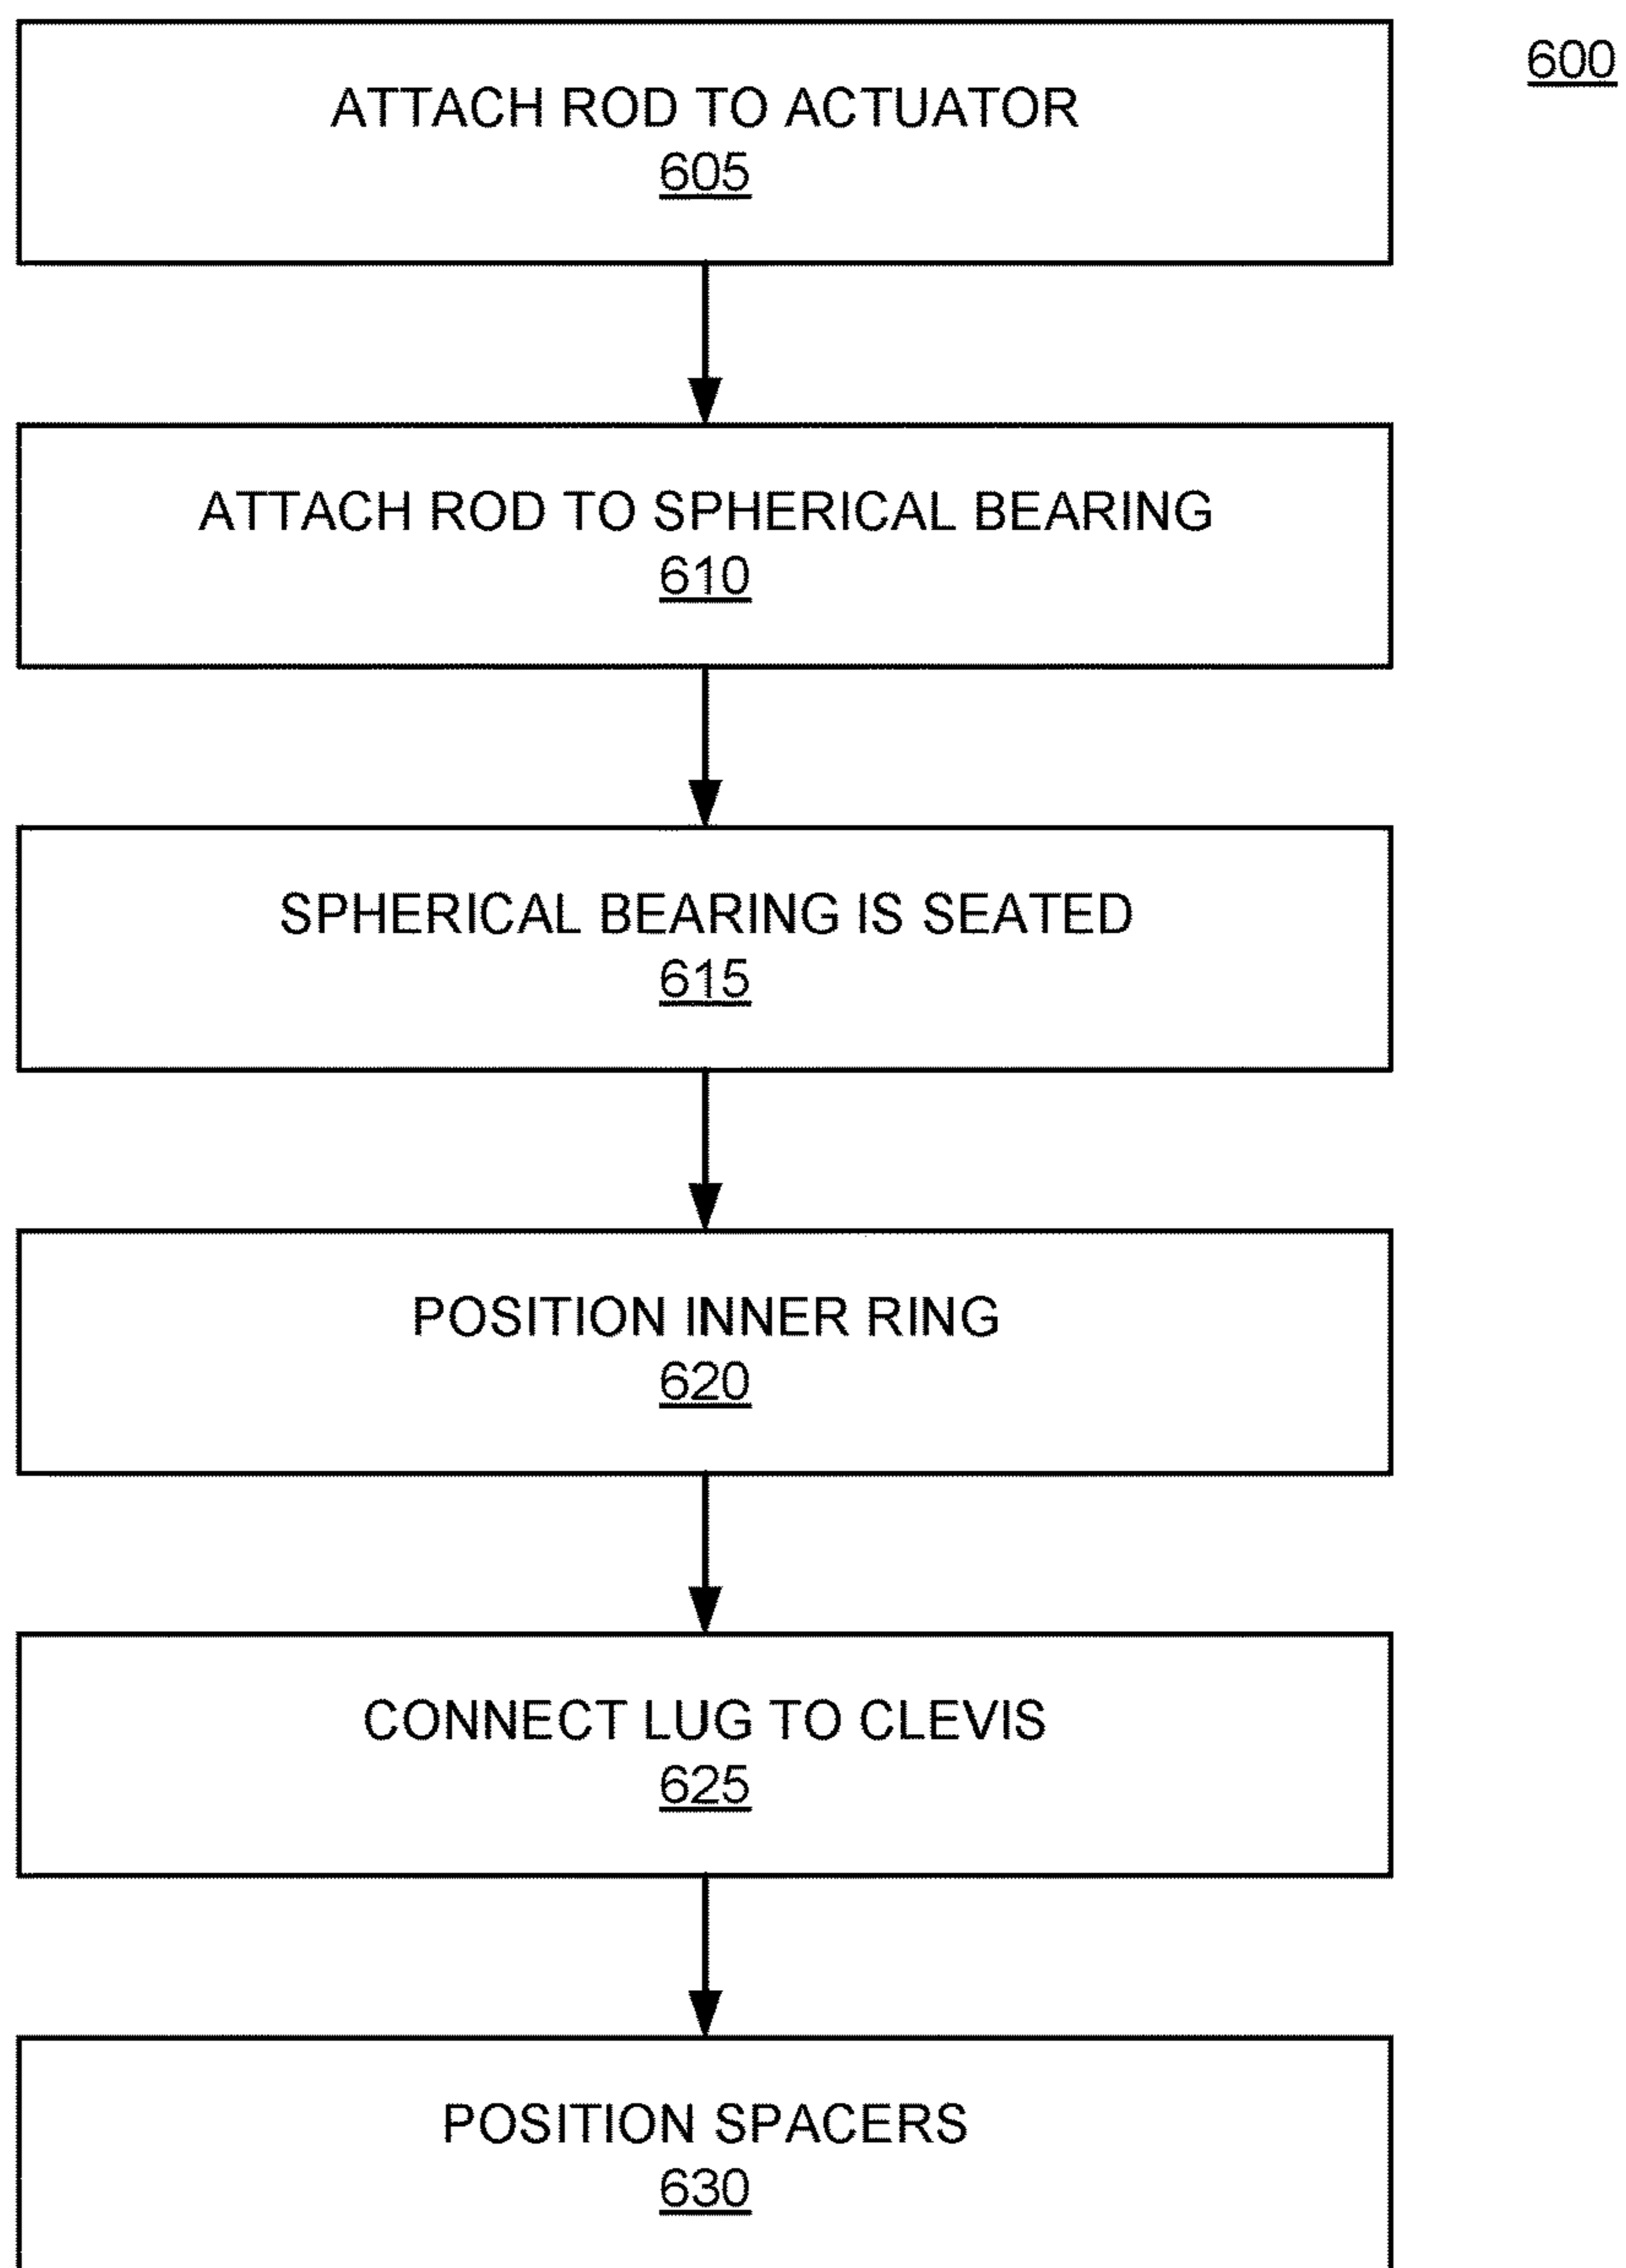 600
ATTACH ROD TO ACTUATOR
605
ATTACH ROD TO SPHERICAL BEARING
610
SPHERICAL BEARING IS SEATED
615
POSITION INNER RING
620
CONNECT LUG TO CLEVIS
625
POSITION SPACERS
630